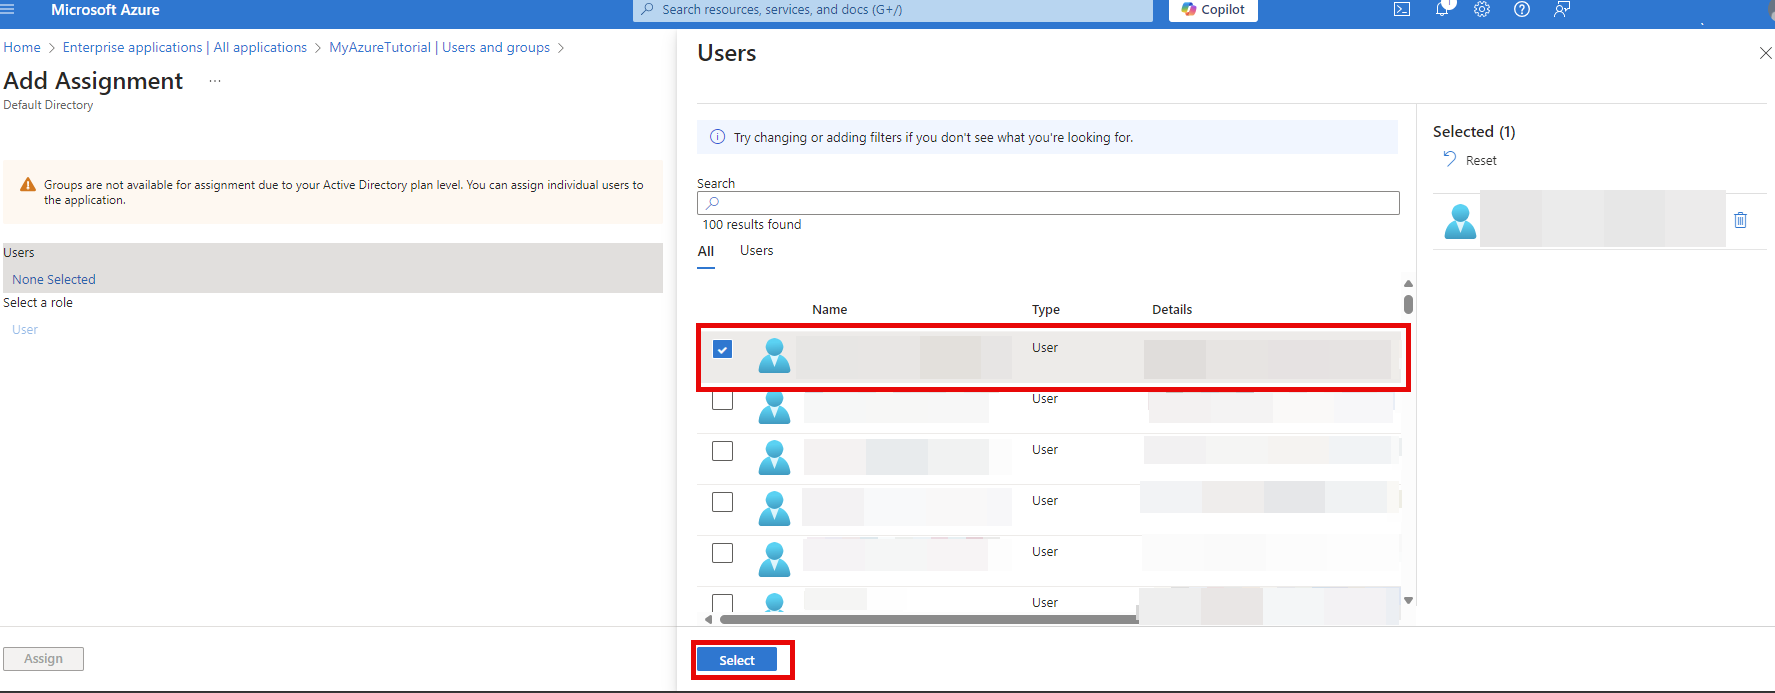 Microsoft Azure
Search resources, services, and docs (G+/)
Copilot
1
Home > Enterprise applications | All applications > MyAzureTutorial | Users and groups >
Add Assignment ...
Default Directory
Groups are not available for assignment due to your Active Directory plan level. You can assign individual users to
the application.
Users
None Selected
Select a role
User
Assign
Users
Try changing or adding filters if you don't see what you're looking for.
Search
100 results found
All Users
Name Type Details
User
User
User
User
User
User
Select
Selected (1)
Reset